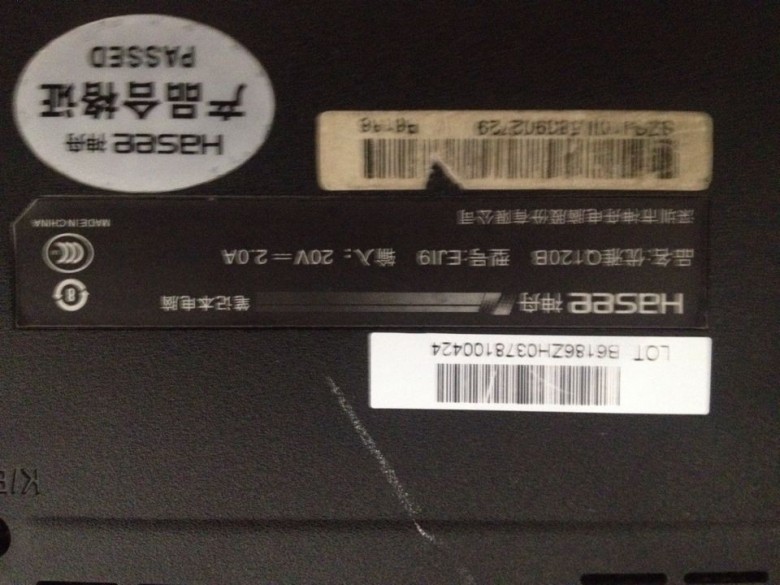 Hasee 神舟
产品合格证
PASSED
LOT B6186ZH0378100424
Hasee 神舟 笔记本电脑
品名:优雅Q120B 型号:EJI9 输入:20V 2.0A
深圳市神舟电脑股份有限公司
MADE IN CHINA